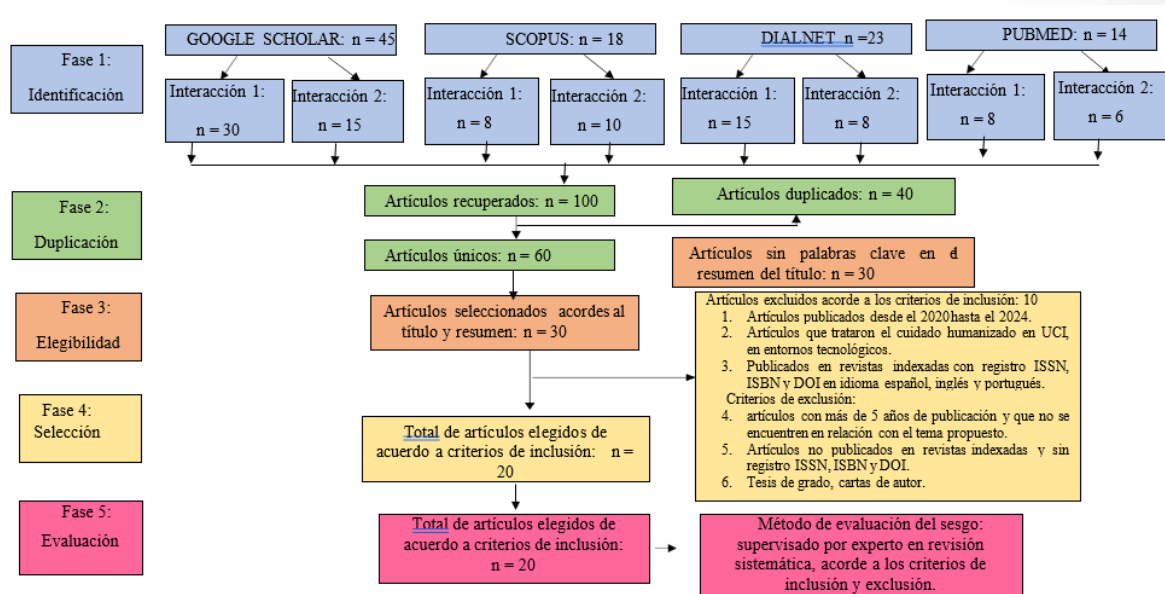 GOOGLE SCHOLAR: n = 45
SCOPUS: n = 18
DIALNET n =23
PUBMED: n = 14
Fase 1:
Identificación
Interacción 1:
n = 30
Interacción 2:
n = 15
Interacción 1:
n = 8
Interacción 2:
n = 10
Interacción 1:
n = 15
Interacción 2:
n = 8
Interacción 1:
n = 8
Interacción 2:
n = 6
Fase 2:
Duplicación
Artículos recuperados: n = 100
Artículos duplicados: n = 40
Artículos únicos: n = 60
Artículos sin palabras clave en
resumen del título: n = 30
Fase 3:
Elegibilidad
Artículos seleccionados acordes al
título y resumen: n = 30
Artículos excluidos acorde a los criterios de inclusión: 10
1. Artículos publicados desde el 2020hasta el 2024.
2. Artículos que trataron el cuidado humanizado en UCI,
en entornos tecnológicos.
3. Publicados en revistas indexadas con registro ISSN,
ISBN y DOI en idioma español, inglés y portugués.
Criterios de exclusión:
4. artículos con más de 5 años de publicación y que no se
encuentren en relación con el tema propuesto.
5. Artículos no publicados en revistas indexadas y sin
registro ISSN, ISBN y DOI.
6. Tesis de grado, cartas de autor.
Fase 4:
Selección
Total de artículos elegidos de
acuerdo a criterios de inclusión: n =
20
Fase 5:
Evaluación
Total de artículos elegidos de
acuerdo a criterios de inclusión:
n = 20
Método de evaluación del sesgo:
supervisado por experto en revisión
sistemática, acorde a los criterios de
inclusión y exclusión.